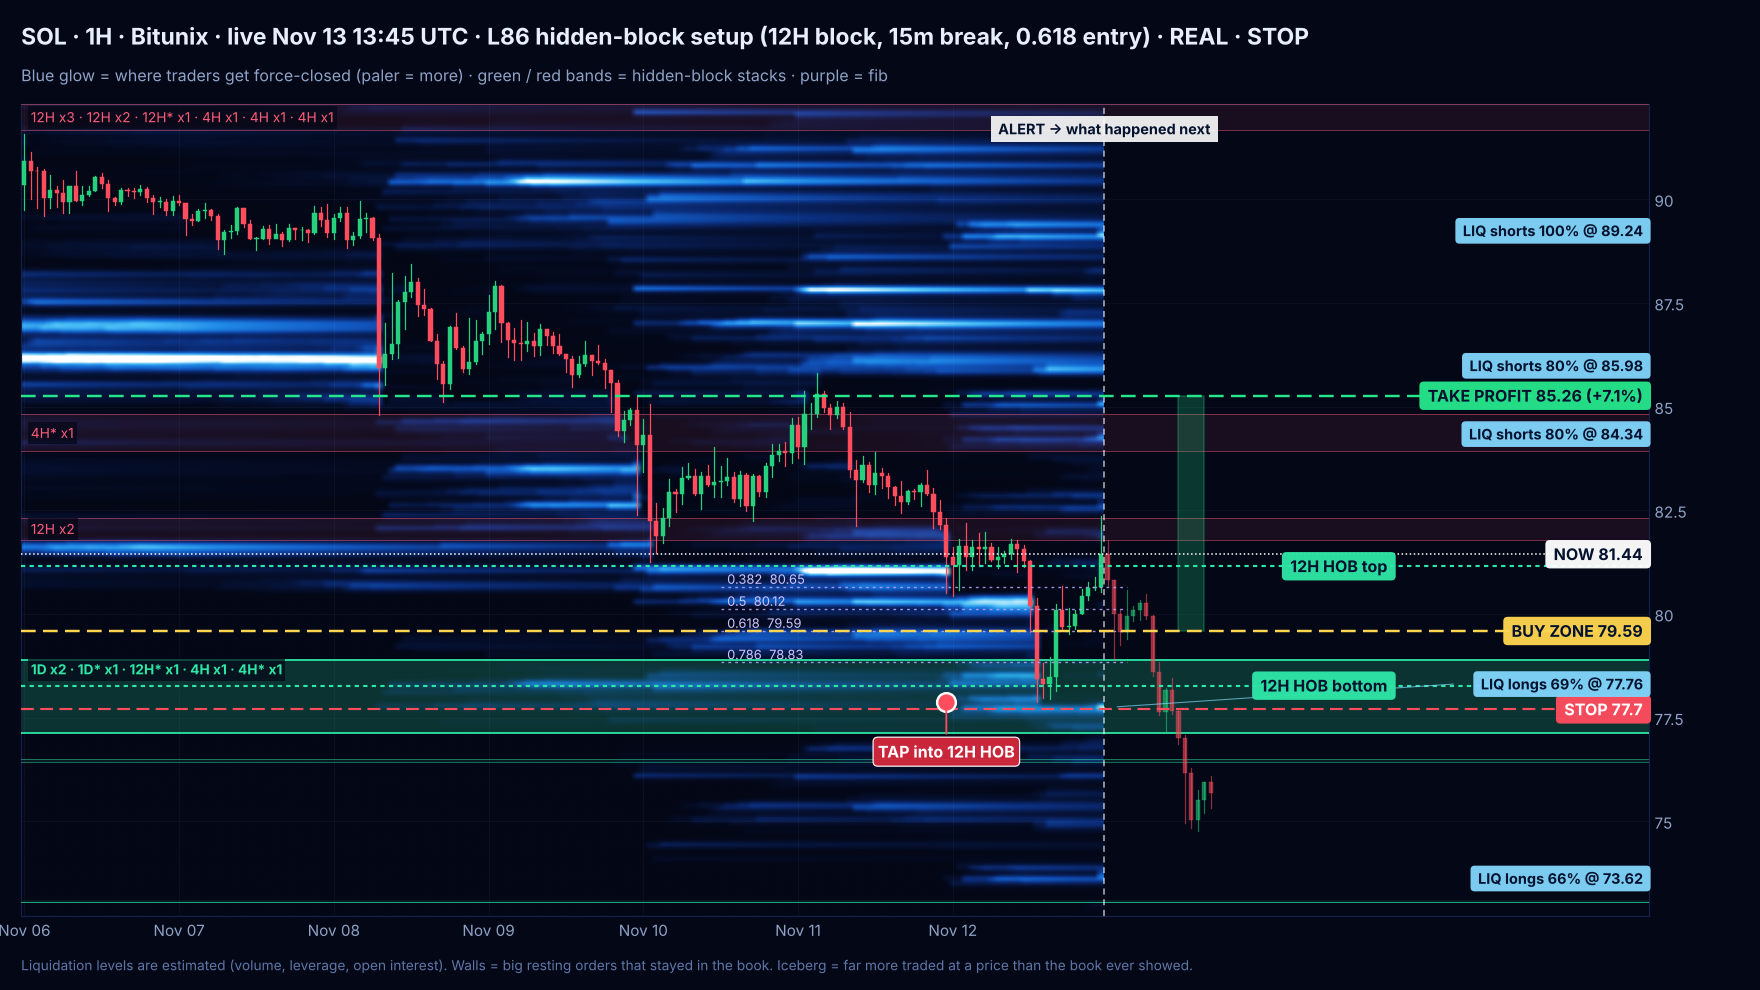 SOL · 1H · Bitunix · live Nov 13 13:45 UTC · L86 hidden-block setup (12H block, 15m break, 0.618 entry) · REAL · STOP
Blue glow = where traders get force-closed (paler = more) · green / red bands = hidden-block stacks · purple = fib
12H x3 · 12H x2 · 12H* x1 · 4H x1 · 4H x1 · 4H x1
ALERT → what happened next
90
LIQ shorts 100% @ 89.24
87.5
LIQ shorts 80% @ 85.98
TAKE PROFIT 85.26 (+7.1%)
85
4H* x1
LIQ shorts 80% @ 84.34
82.5
12H x2
NOW 81.44
12H HOB top
0.382 80.65
0.5 80.12
80
0.618 79.59
BUY ZONE 79.59
0.786 78.83
1D x2 · 1D* x1 · 12H* x1 · 4H x1 · 4H* x1
12H HOB bottom
LIQ longs 69% @ 77.76
STOP 77.7
77.5
TAP into 12H HOB
75
LIQ longs 66% @ 73.62
Nov 06 Nov 07 Nov 08 Nov 09 Nov 10 Nov 11 Nov 12
Liquidation levels are estimated (volume, leverage, open interest). Walls = big resting orders that stayed in the book. Iceberg = far more traded at a price than the book ever showed.